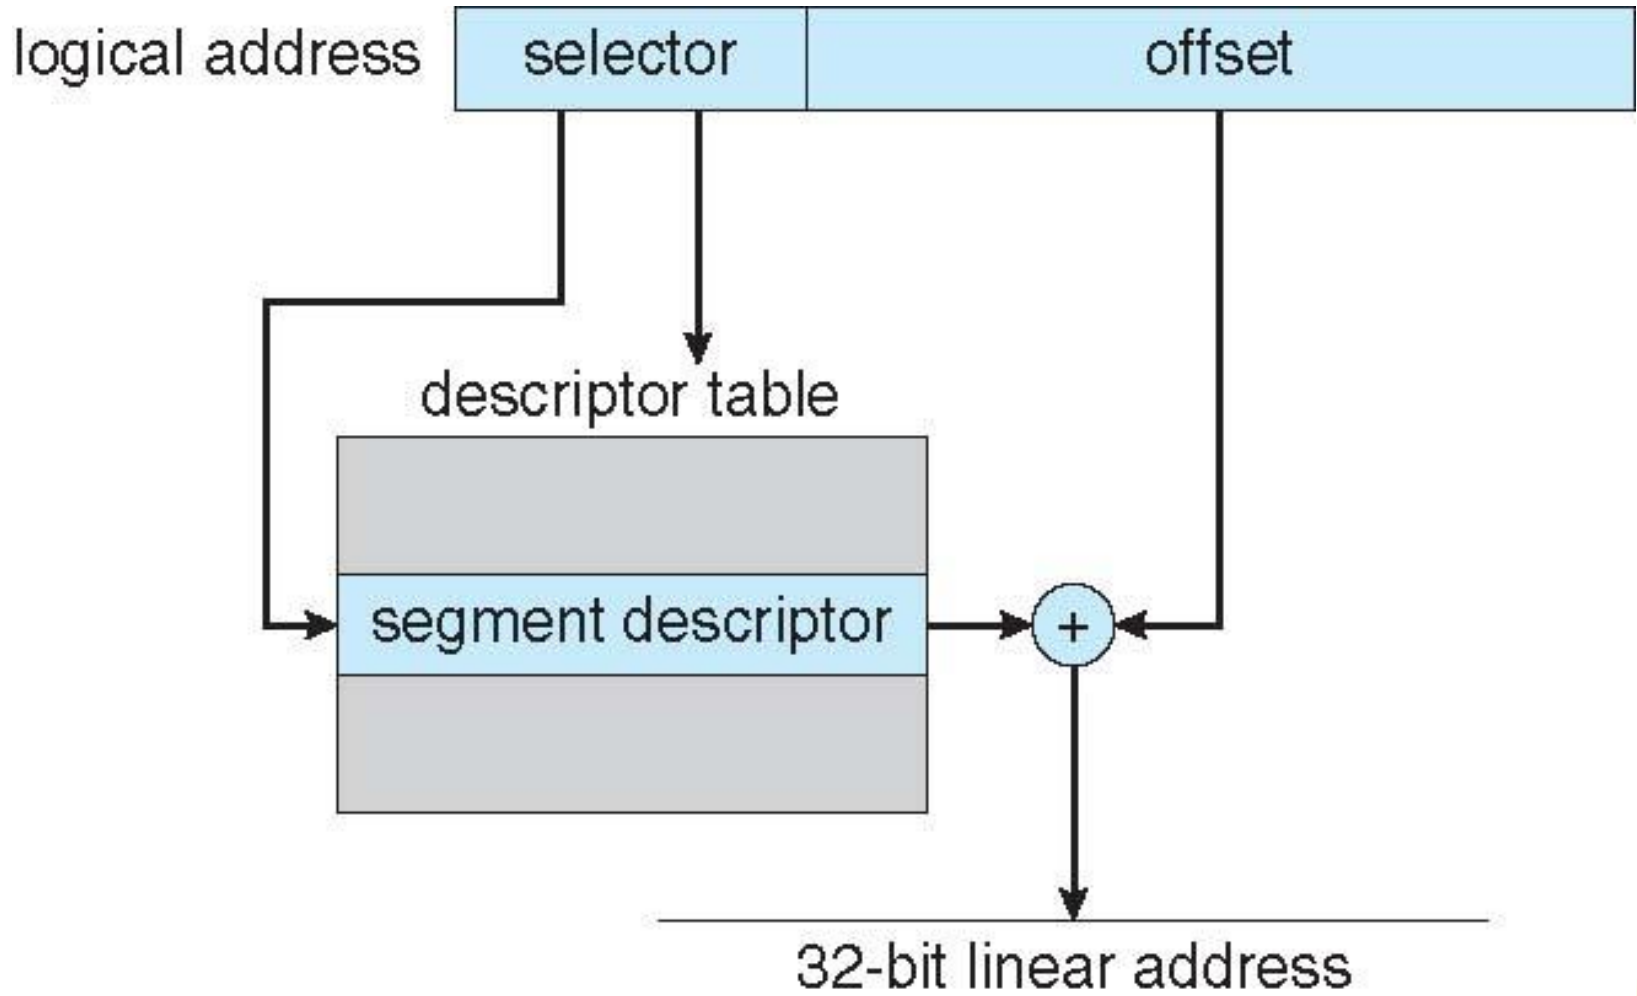 logical address selector offset
descriptor table
segment descriptor +
32-bit linear address